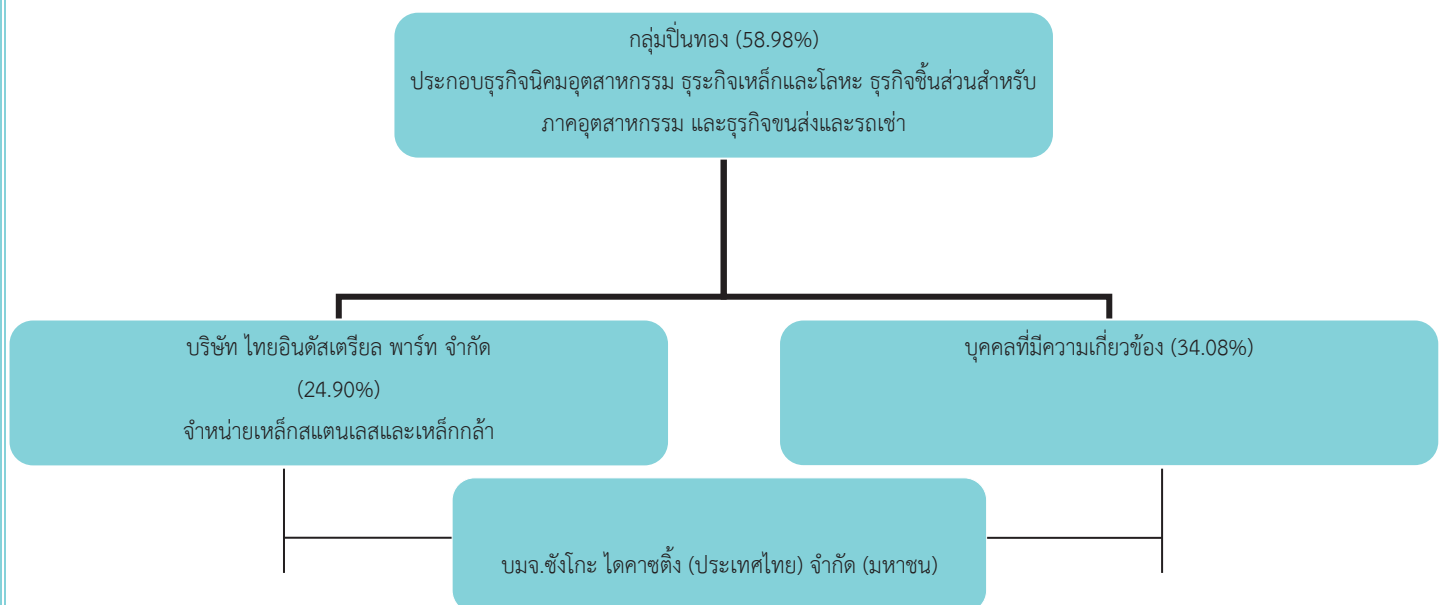 กลุ่มปิ่นทอง (58.98%)
ประกอบธุรกิจนิคมอุตสาหกรรม ธุระกิจเหล็กและโลหะ ธุรกิจชิ้นส่วนสำหรับ
ภาคอุตสาหกรรม และธุรกิจขนส่งและรถเช่า
บริษัท ไทยอินดัสเตรียล พาร์ท จำกัด
(24.90%)
จำหน่ายเหล็กสแตนเลสและเหล็กกล้า
บุคคลที่มีความเกี่ยวข้อง (34.08%)
บมจ.ซังโกะ ไดคาซติ้ง (ประเทศไทย) จำกัด (มหาชน)